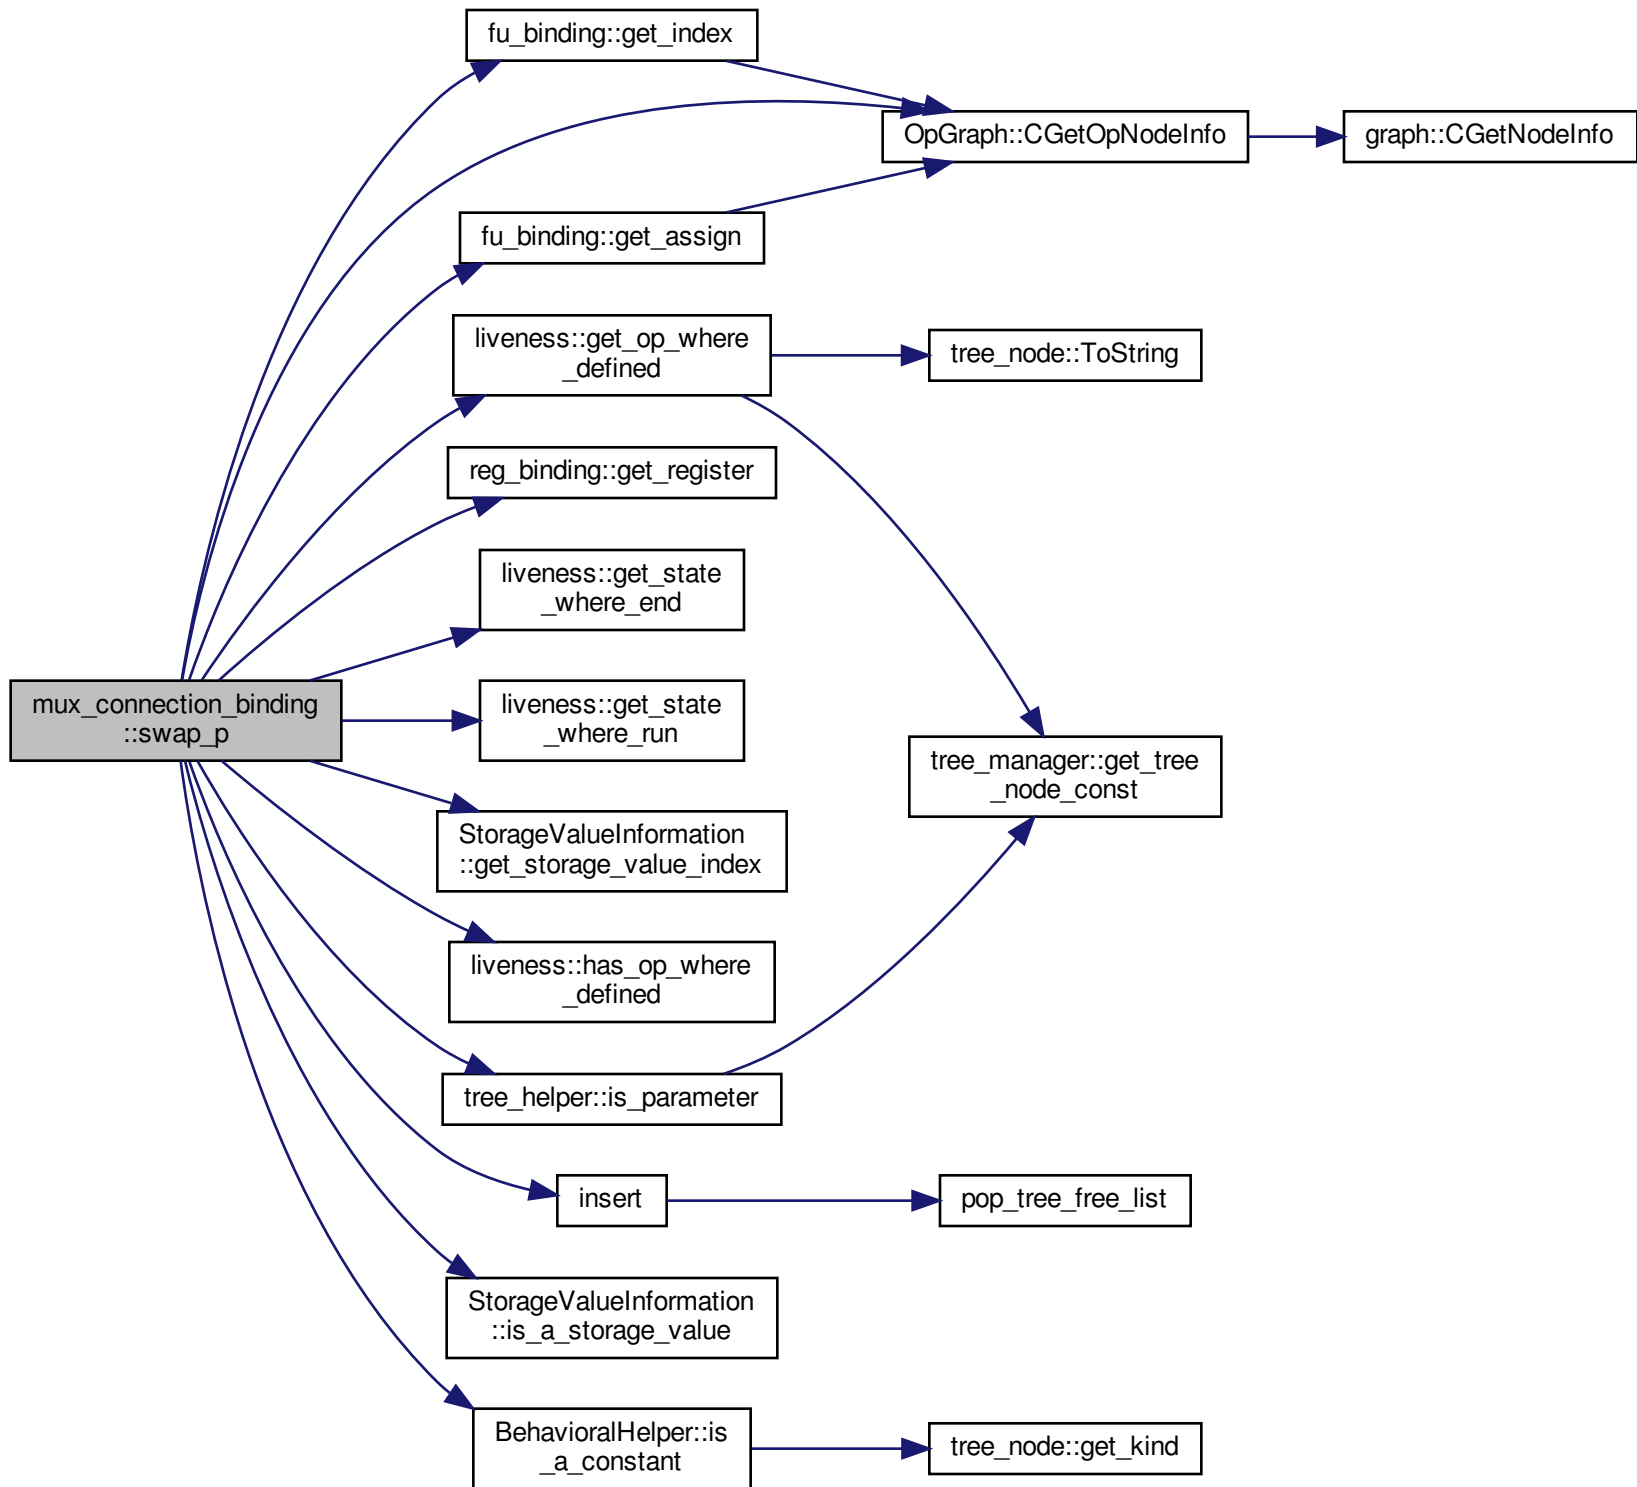 fu_binding::get_index
OpGraph::CGetOpNodeInfo
graph::CGetNodeInfo
fu_binding::get_assign
liveness::get_op_where
_defined
tree_node::ToString
reg_binding::get_register
liveness::get_state
_where_end
mux_connection_binding
::swap_p
liveness::get_state
_where_run
tree_manager::get_tree
_node_const
StorageValueInformation
::get_storage_value_index
liveness::has_op_where
_defined
tree_helper::is_parameter
insert
pop_tree_free_list
StorageValueInformation
::is_a_storage_value
BehavioralHelper::is
_a_constant
tree_node::get_kind